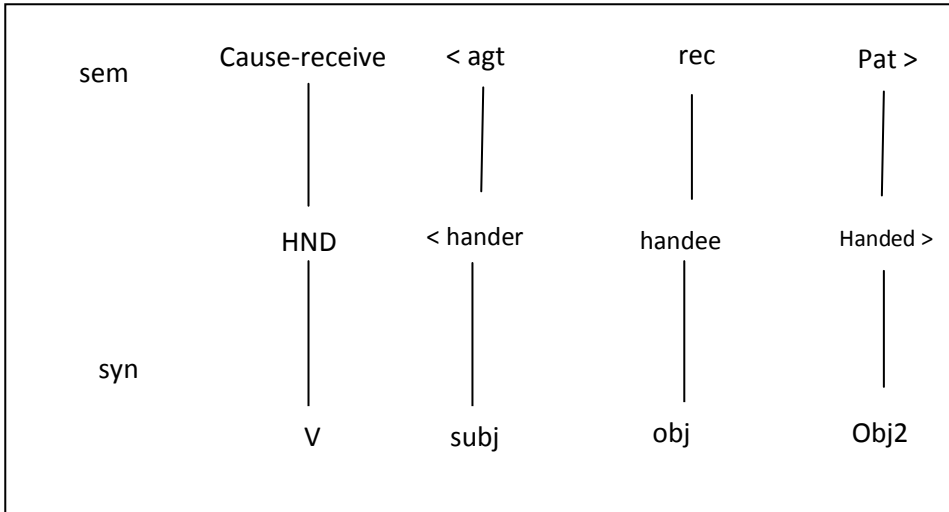 sem Cause-receive < agt rec Pat >
HND < hander handee Handed >
syn
V subj obj Obj2